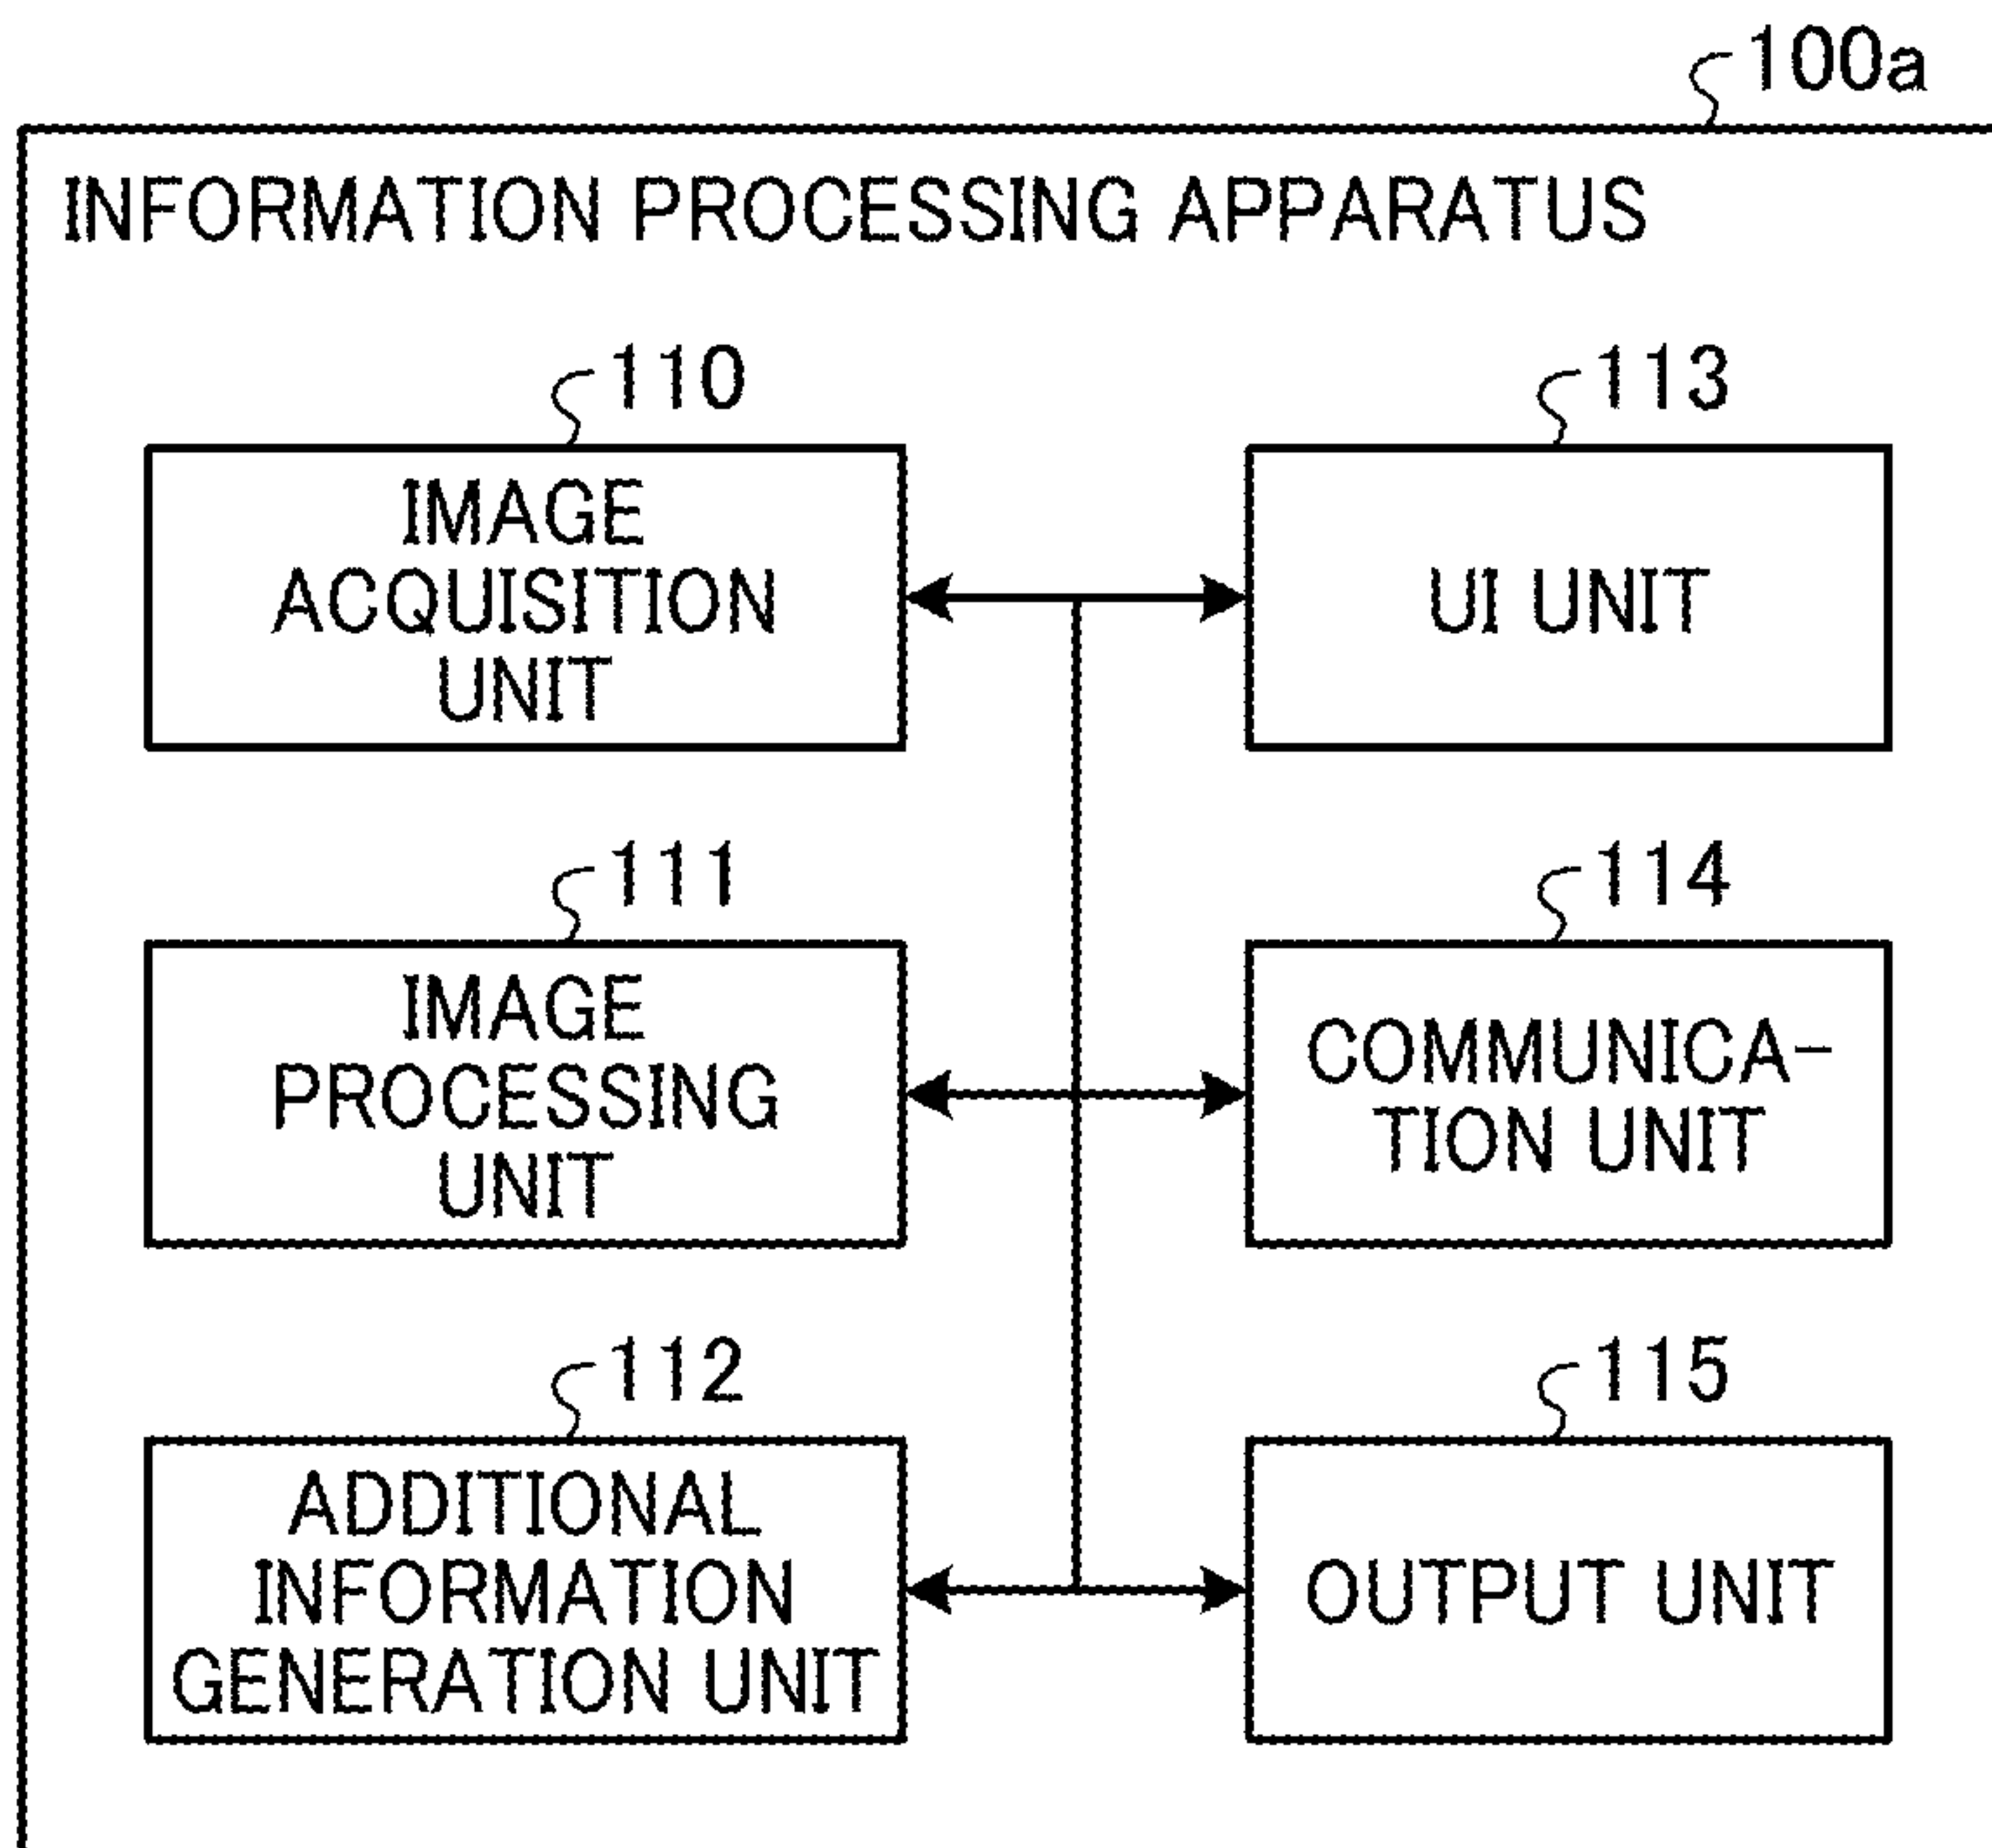 100a
INFORMATION PROCESSING APPARATUS
110
IMAGE
ACQUISITION
UNIT
113
UI UNIT
111
IMAGE
PROCESSING
UNIT
114
COMMUNICA-
TION UNIT
112
ADDITIONAL
INFORMATION
GENERATION UNIT
115
OUTPUT UNIT